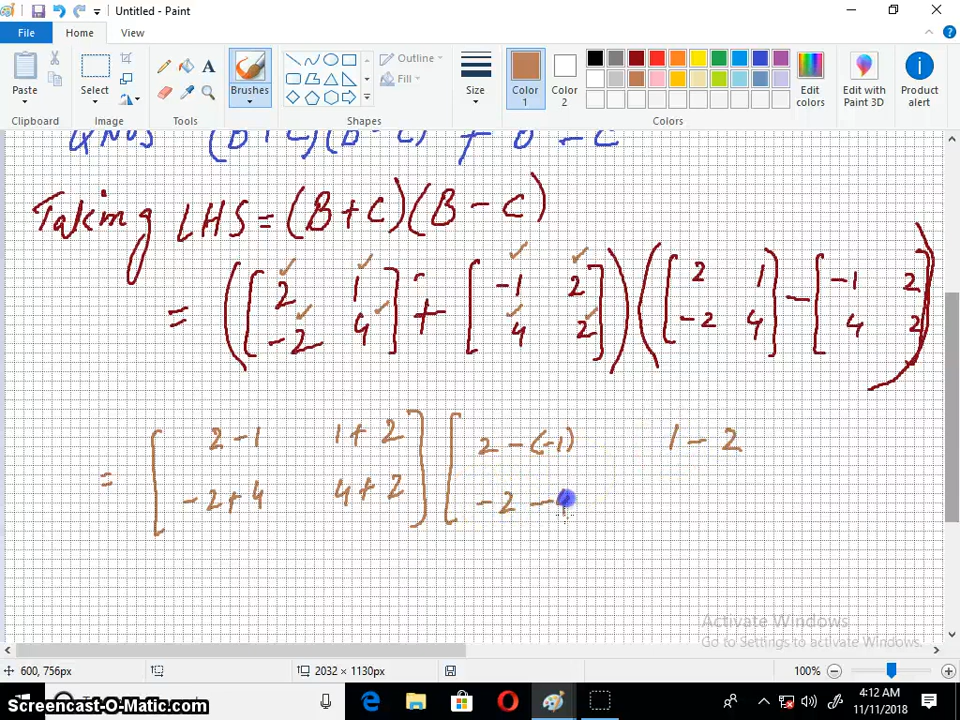 Untitled - Paint
File Home View
Paste Select Brushes Outline Fill Size Color 1 Color 2 Edit colors Edit with Paint 3D Product alert
Clipboard Image Tools Shapes Colors
(B+C)(B-C)
Taking LHS = (B+C)(B-C)
= ([2 1 -2 4] + [-1 2 4 2]) ([2 1 -2 4] - [-1 2 4 2])
= [2-1 1+2 -2+4 4+2] [2-(-1) 1-2 -2-
Activate Windows
Go to Settings to activate Windows.
600, 756px 2032 × 1130px 100%
Screencast-O-Matic.com 4:12 AM
11/11/2018